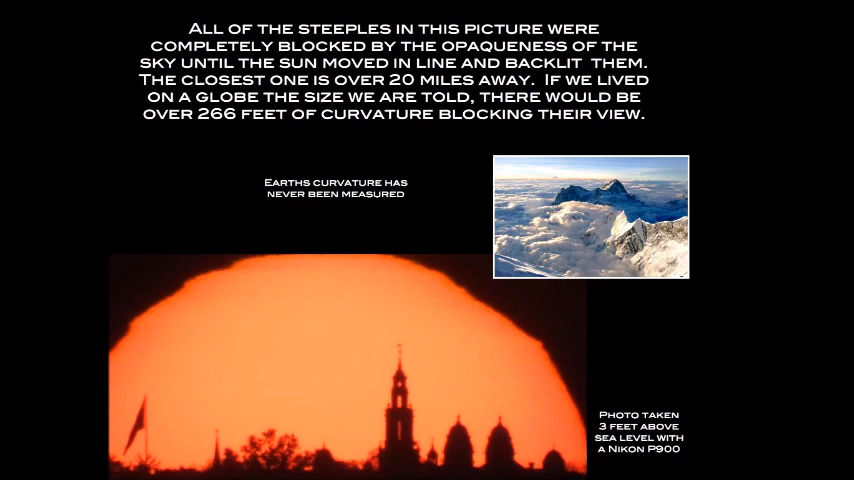 All of the steeples in this picture were
completely blocked by the opaqueness of the
sky until the sun moved in line and backlit them.
The closest one is over 20 miles away. If we lived
on a globe the size we are told, there would be
over 266 feet of curvature blocking their view.
Earths curvature has
never been measured
Photo taken
3 feet above
sea level with
a Nikon P900